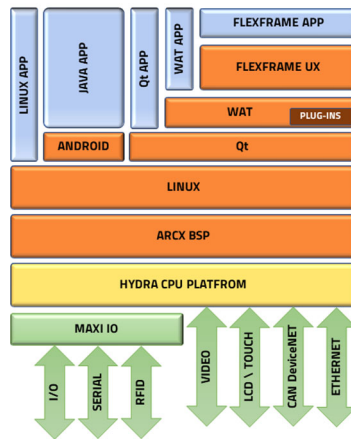 LINUX APP
JAVA APP
Qt APP
WAT APP
FLEXFRAME APP
FLEXFRAME UX
WAT
PLUG-INS
ANDROID
Qt
LINUX
ARCX BSP
HYDRA CPU PLATFROM
MAXI IO
I/O
SERIAL
RFID
VIDEO
LCD \ TOUCH
CAN DeviceNET
ETHERNET